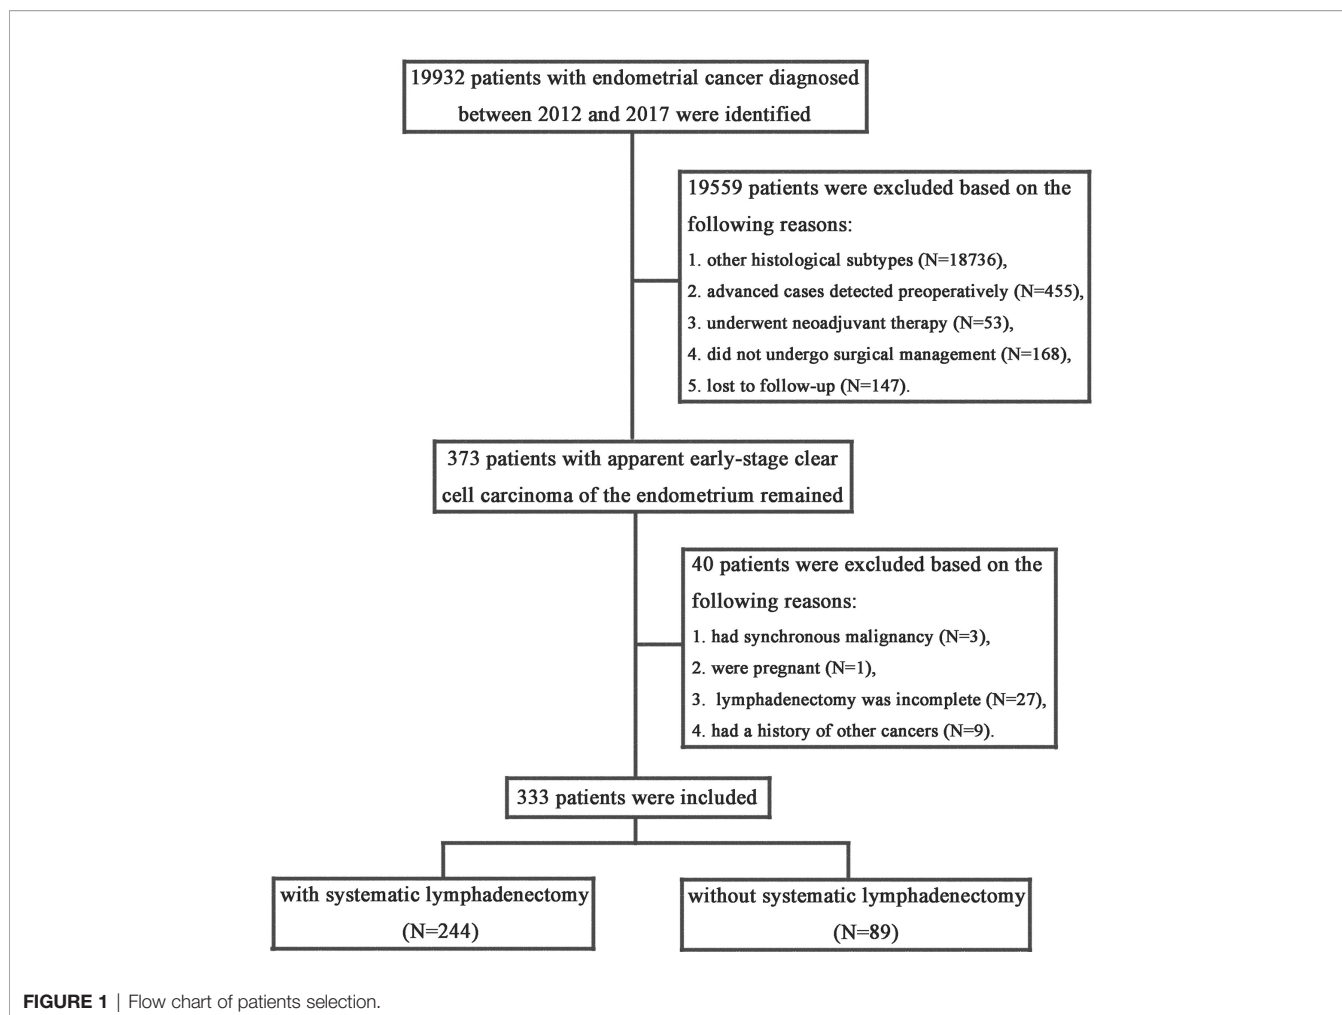 19932 patients with endometrial cancer diagnosed
between 2012 and 2017 were identified
19559 patients were excluded based on the
following reasons:
1. other histological subtypes (N=18736),
2. advanced cases detected preoperatively (N=455),
3. underwent neoadjuvant therapy (N=53),
4. did not undergo surgical management (N=168),
5. lost to follow-up (N=147).
373 patients with apparent early-stage clear
cell carcinoma of the endometrium remained
40 patients were excluded based on the
following reasons:
1. had synchronous malignancy (N=3),
2. were pregnant (N=1),
3. lymphadenectomy was incomplete (N=27),
4. had a history of other cancers (N=9).
333 patients were included
with systematic lymphadenectomy
(N=244)
without systematic lymphadenectomy
(N=89)
FIGURE 1 | Flow chart of patients selection.